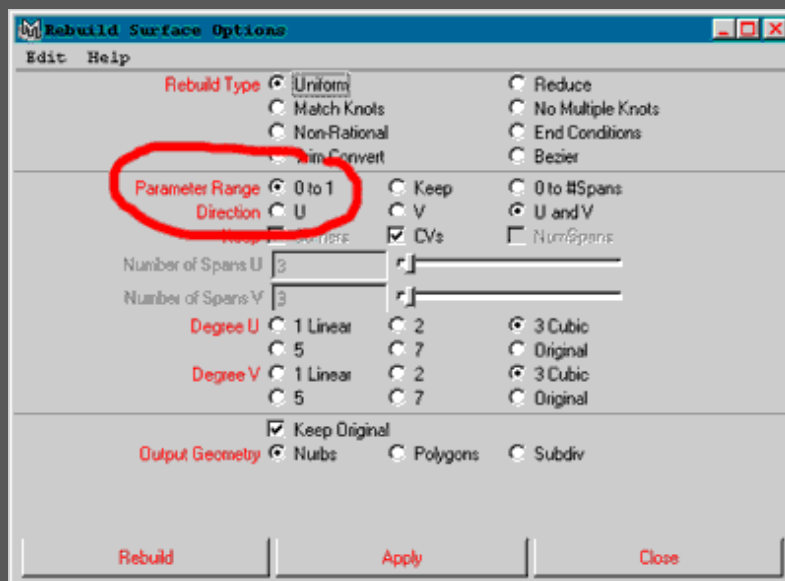 Rebuild Surface Options
Edit Help
Rebuild Type Uniform Reduce
Match Knots No Multiple Knots
Non-Rational End Conditions
Trim Convert Bezier
Parameter Range 0 to 1 Keep 0 to #Spans
Direction U V U and V
Keep Corners CVs NumSpans
Number of Spans U 3
Number of Spans V 3
Degree U 1 Linear 2 3 Cubic
5 7 Original
Degree V 1 Linear 2 3 Cubic
5 7 Original
Keep Original
Output Geometry Nurbs Polygons Subdiv
Rebuild Apply Close